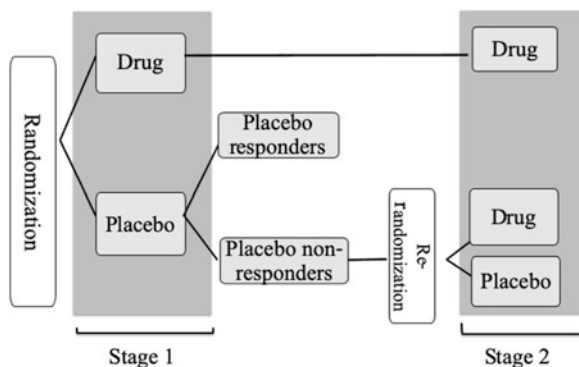 Randomization
Drug
Placebo
Placebo
responders
Placebo non-
responders
Re-
randomization
Drug
Drug
Placebo
Stage 1
Stage 2